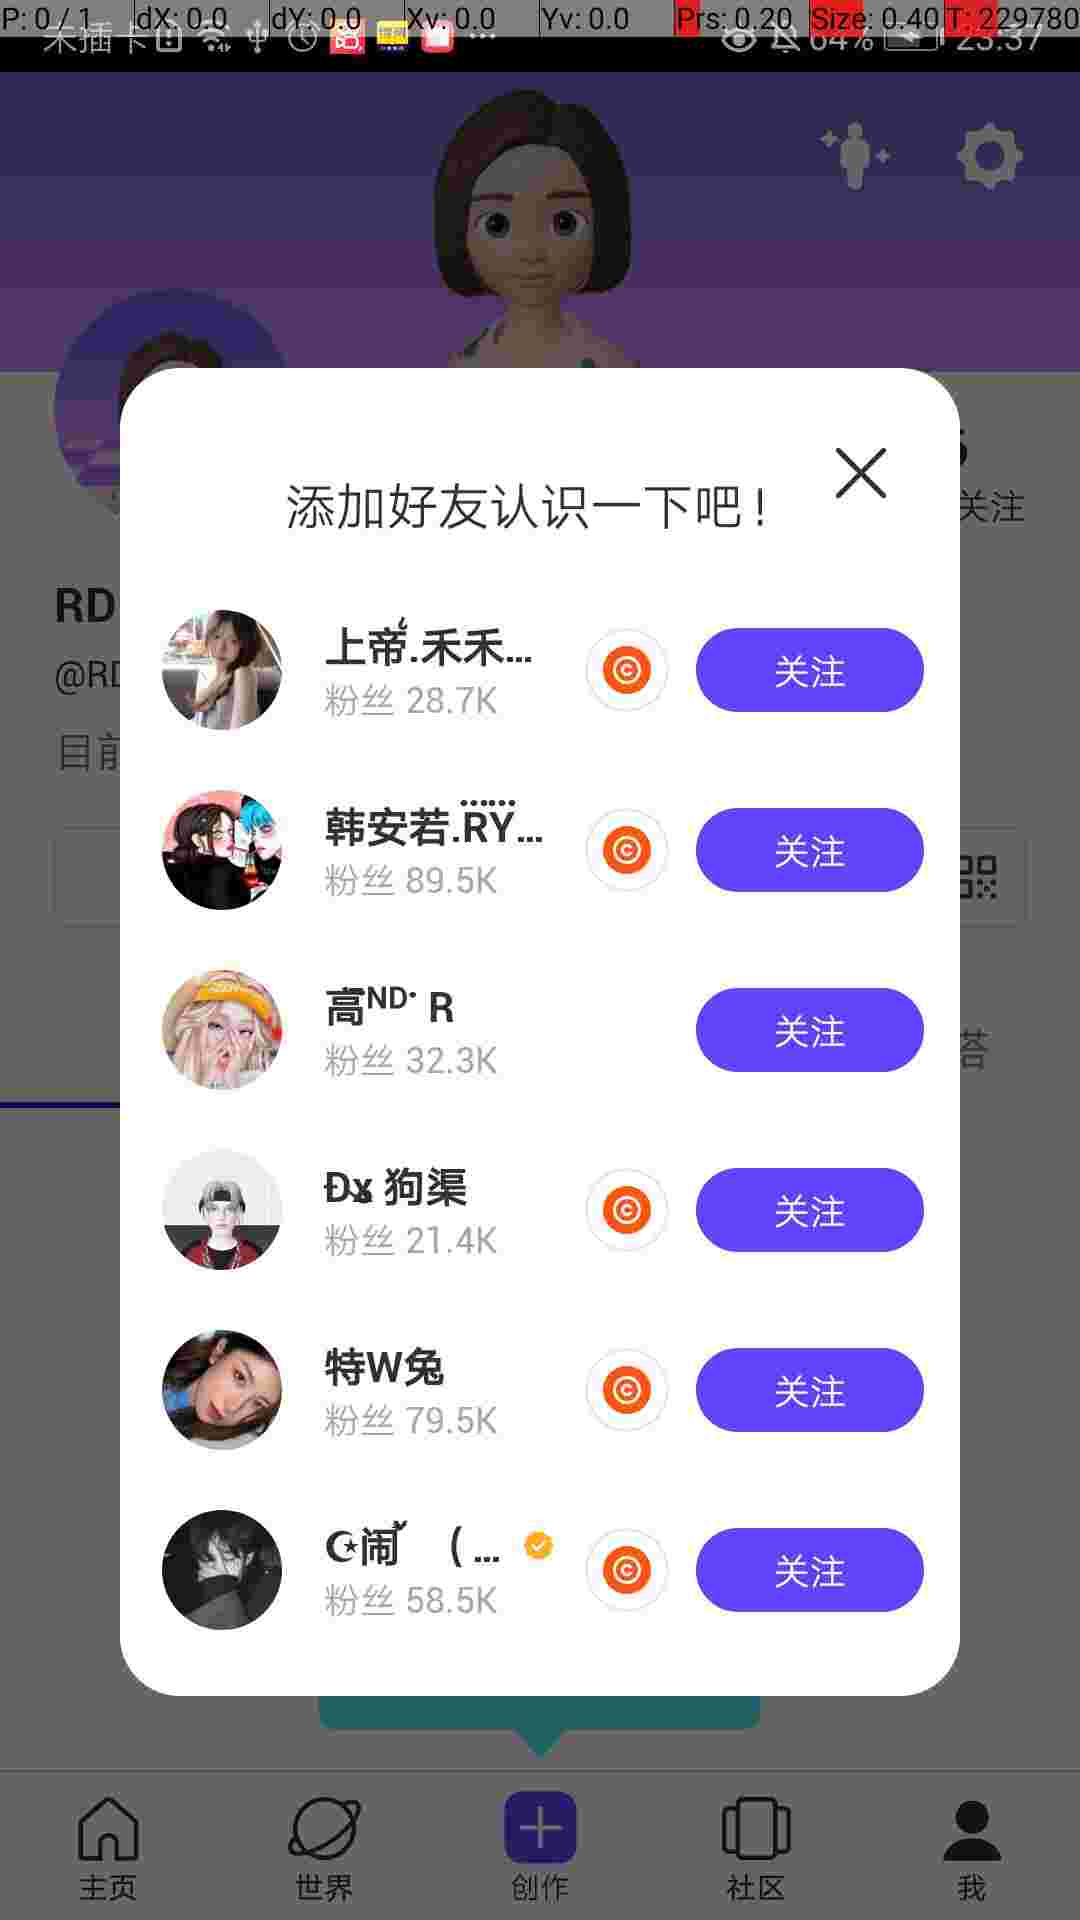 P: 0 / 1 dX: 0.0 dY: 0.0 Xv: 0.0 Yv: 0.0 Prs: 0.20 Size: 0.40 T: 229780
未插卡 64% 23:37
关注
RD
目前
添加好友认识一下吧！
上帝.禾禾...
粉丝 28.7K
关注
韩安若.RY...
粉丝 89.5K
关注
高ᴺᴰ· R
粉丝 32.3K
关注
狗渠
粉丝 21.4K
关注
特W兔
粉丝 79.5K
关注
☪闹 ( ...
粉丝 58.5K
关注
主页 世界 创作 社区 我